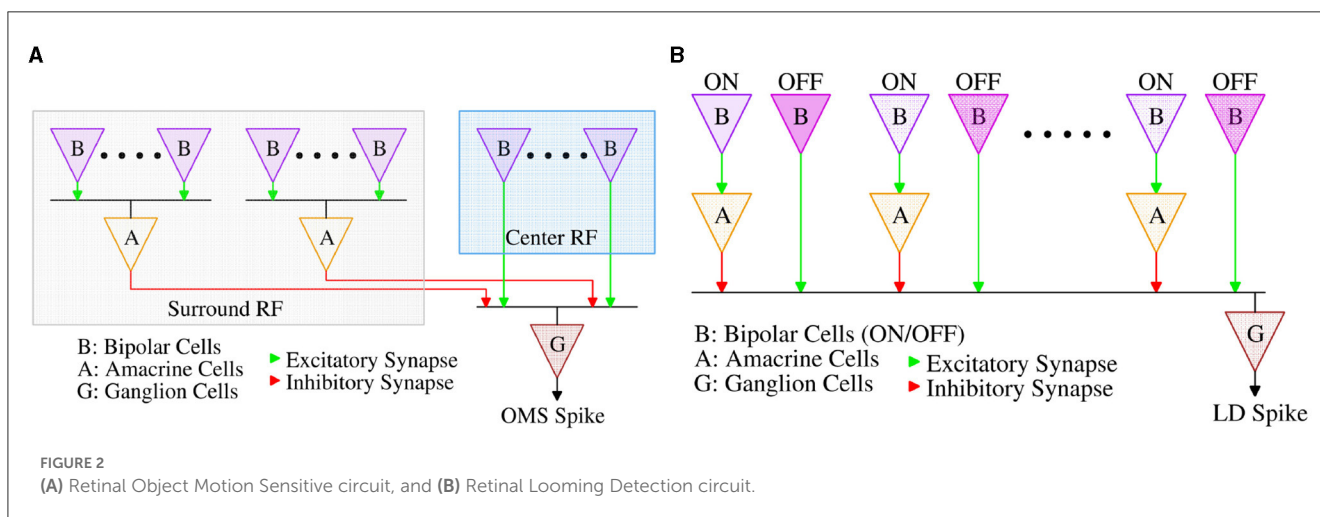 A
B B B B B B
A A
Center RF
Surround RF
G
B: Bipolar Cells
A: Amacrine Cells
G: Ganglion Cells
Excitatory Synapse
Inhibitory Synapse
OMS Spike
B
ON OFF ON OFF ON OFF
B B B B B B
A A A
G
B: Bipolar Cells (ON/OFF)
A: Amacrine Cells
G: Ganglion Cells
Excitatory Synapse
Inhibitory Synapse
LD Spike
FIGURE 2
(A) Retinal Object Motion Sensitive circuit, and (B) Retinal Looming Detection circuit.